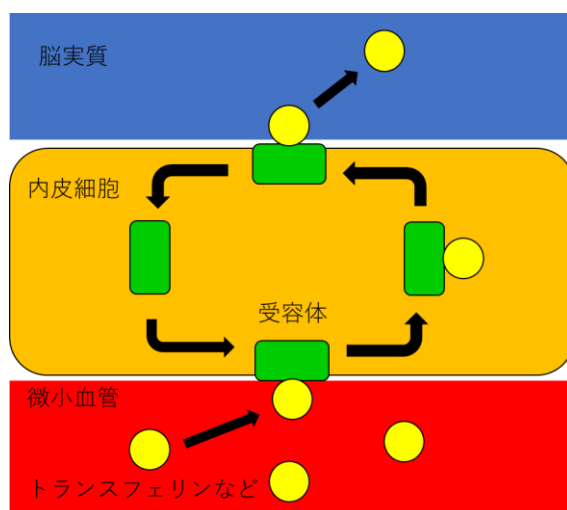 脳実質
内皮細胞
受容体
微小血管
トランスフェリンなど